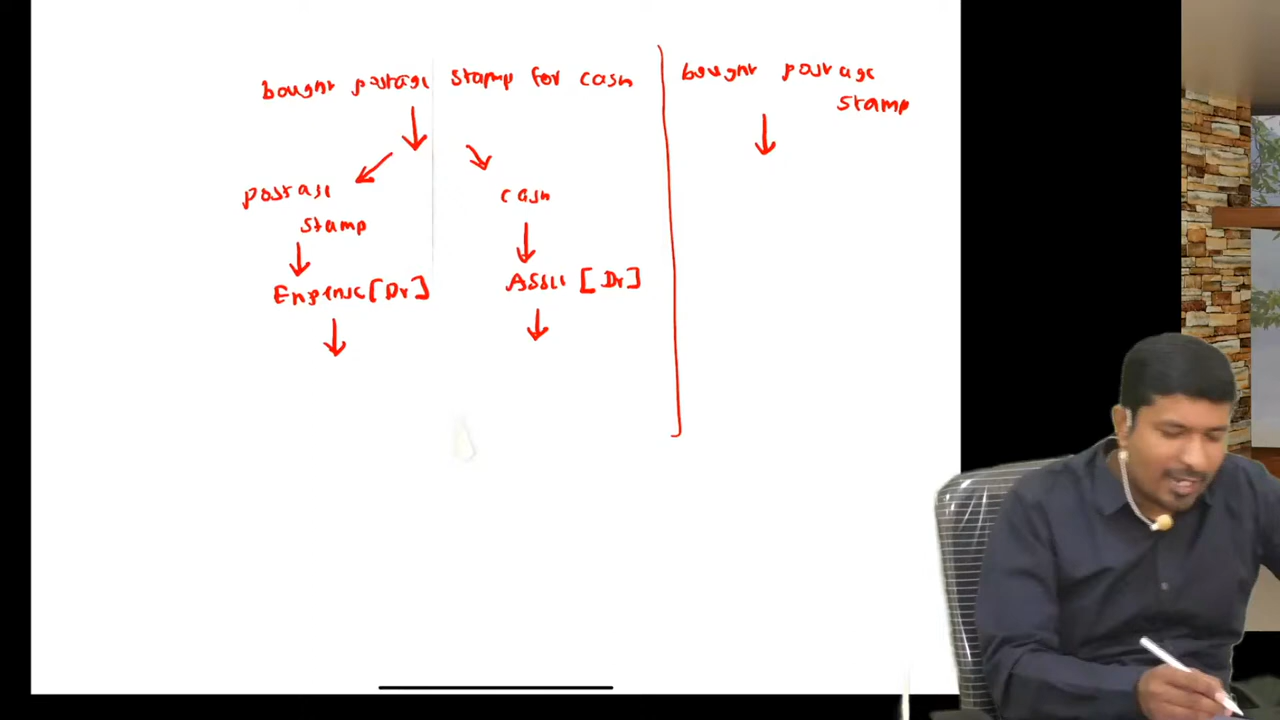 bought postage stamp for cash
bought postage
stamp
postage
stamp
cash
Expense [Dr]
Asset [Dr]